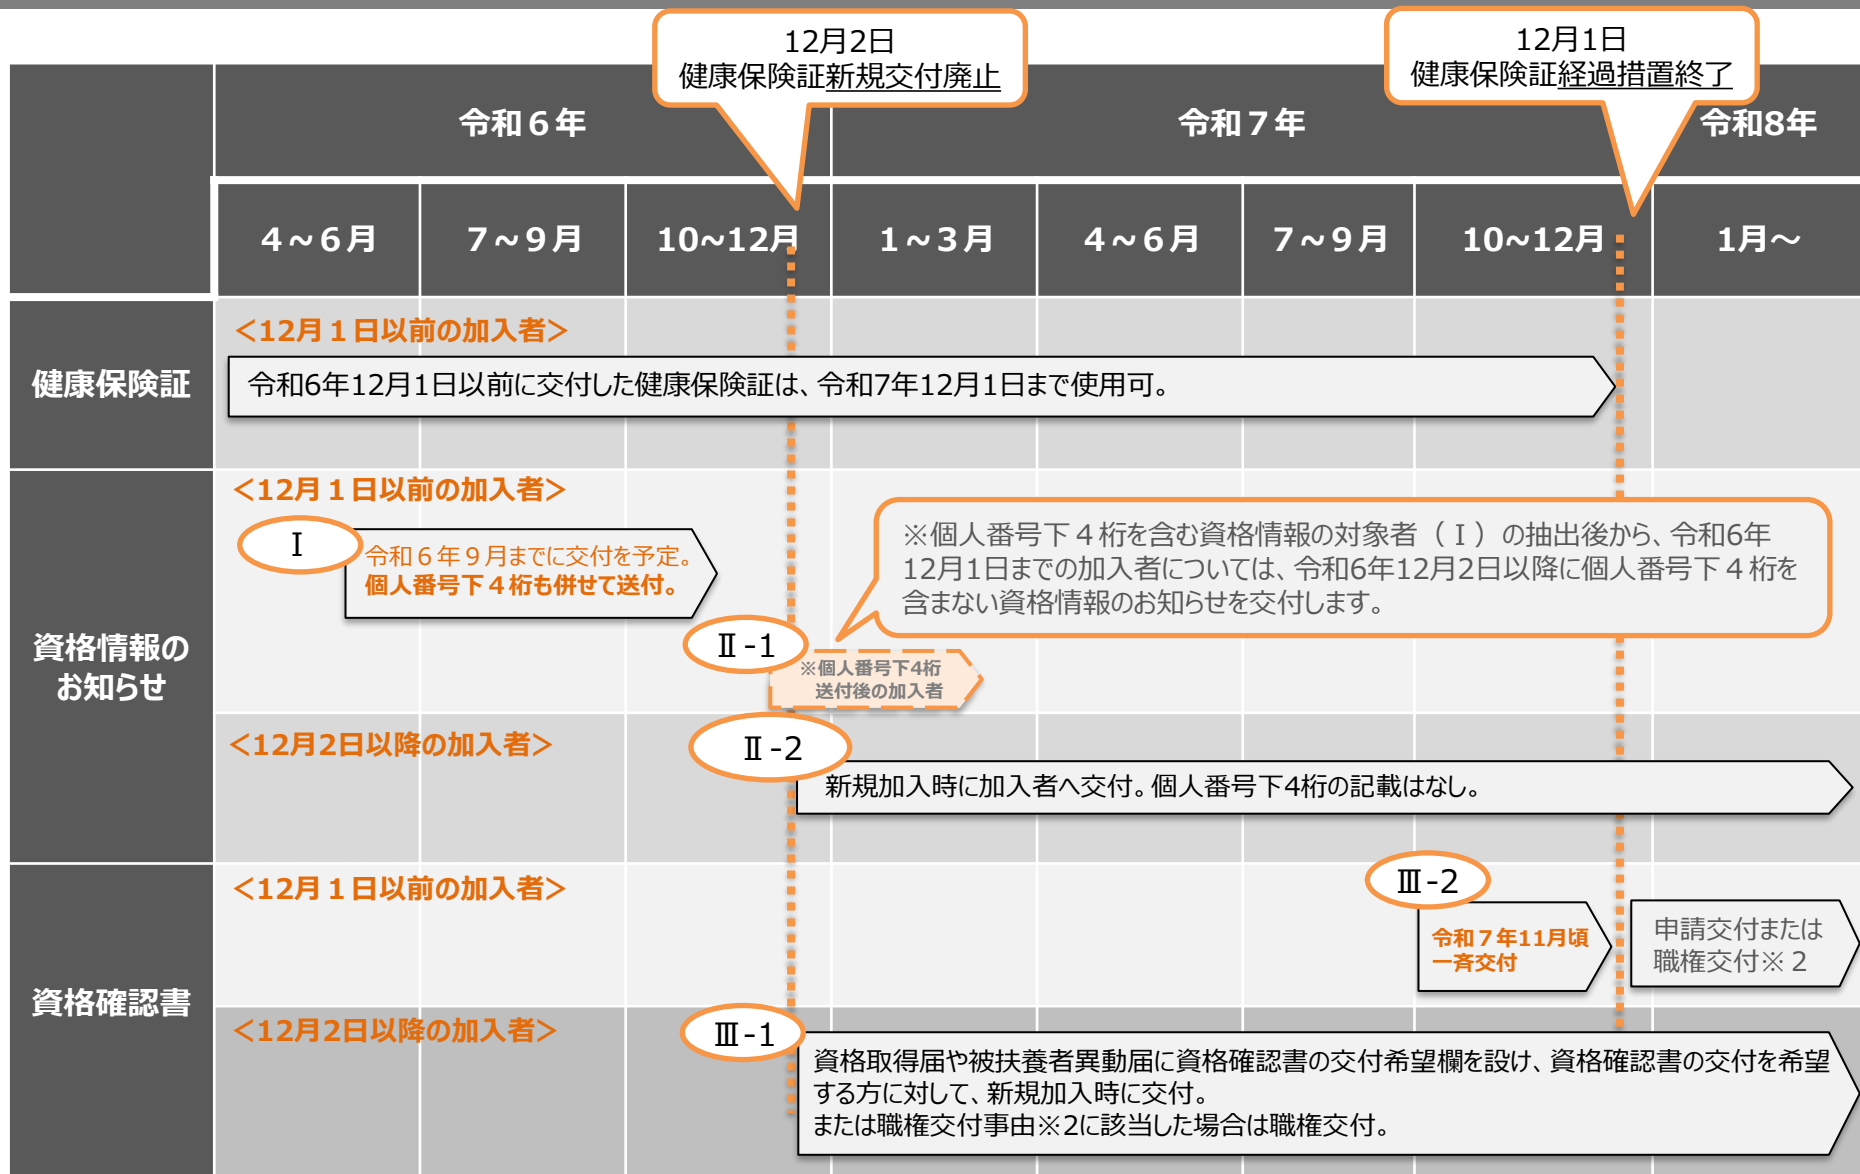 12月2日
健康保険証新規交付廃止
12月1日
健康保険証経過措置終了
令和６年
令和７年
令和8年
４～６月
７～９月
10~12月
１～３月
４～６月
７～９月
10~12月
1月～
健康保険証
＜12月１日以前の加入者＞
令和6年12月1日以前に交付した健康保険証は、令和7年12月1日まで使用可。
資格情報の
お知らせ
＜12月１日以前の加入者＞
Ⅰ
令和６年９月までに交付を予定。
個人番号下４桁も併せて送付。
※個人番号下４桁を含む資格情報の対象者（Ⅰ）の抽出後から、令和6年
12月1日までの加入者については、令和6年12月2日以降に個人番号下４桁を
含まない資格情報のお知らせを交付します。
Ⅱ-1
※個人番号下4桁
送付後の加入者
＜12月2日以降の加入者＞
Ⅱ-2
新規加入時に加入者へ交付。個人番号下4桁の記載はなし。
資格確認書
＜12月１日以前の加入者＞
Ⅲ-2
令和７年11月頃
一斉交付
申請交付または
職権交付※２
＜12月2日以降の加入者＞
Ⅲ-1
資格取得届や被扶養者異動届に資格確認書の交付希望欄を設け、資格確認書の交付を希望
する方に対して、新規加入時に交付。
または職権交付事由※2に該当した場合は職権交付。